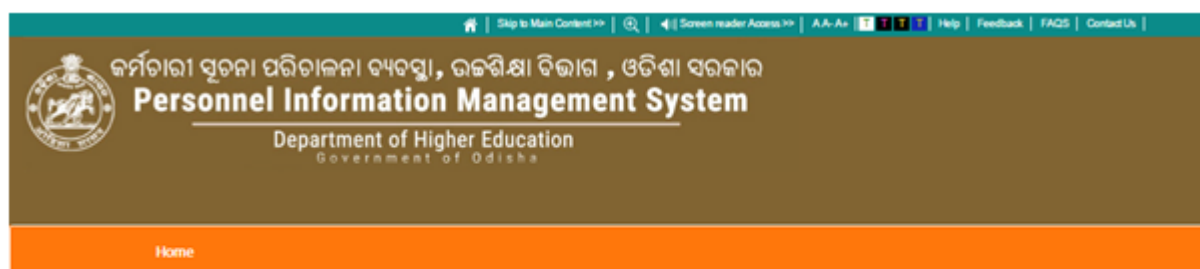 Skip to Main Content >> | | Screen reader Access >> | A A- A+ | T T T T | Help | Feedback | FAQS | Contact Us |
କର୍ମଚାରୀ ସୂଚନା ପରିଚାଳନା ବ୍ୟବସ୍ଥା, ଉଚ୍ଚଶିକ୍ଷା ବିଭାଗ , ଓଡିଶା ସରକାର
Personnel Information Management System
Department of Higher Education
Government of Odisha
Home